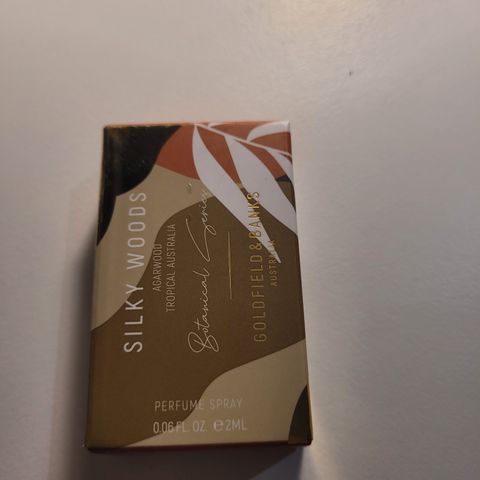 SILKY WOODS
AGARWOOD
TROPICAL AUSTRALIA
Botanical Series
GOLDFIELD & BANKS
AUSTRALIA
PERFUME SPRAY
0.06 FL. OZ. ℮ 2ML